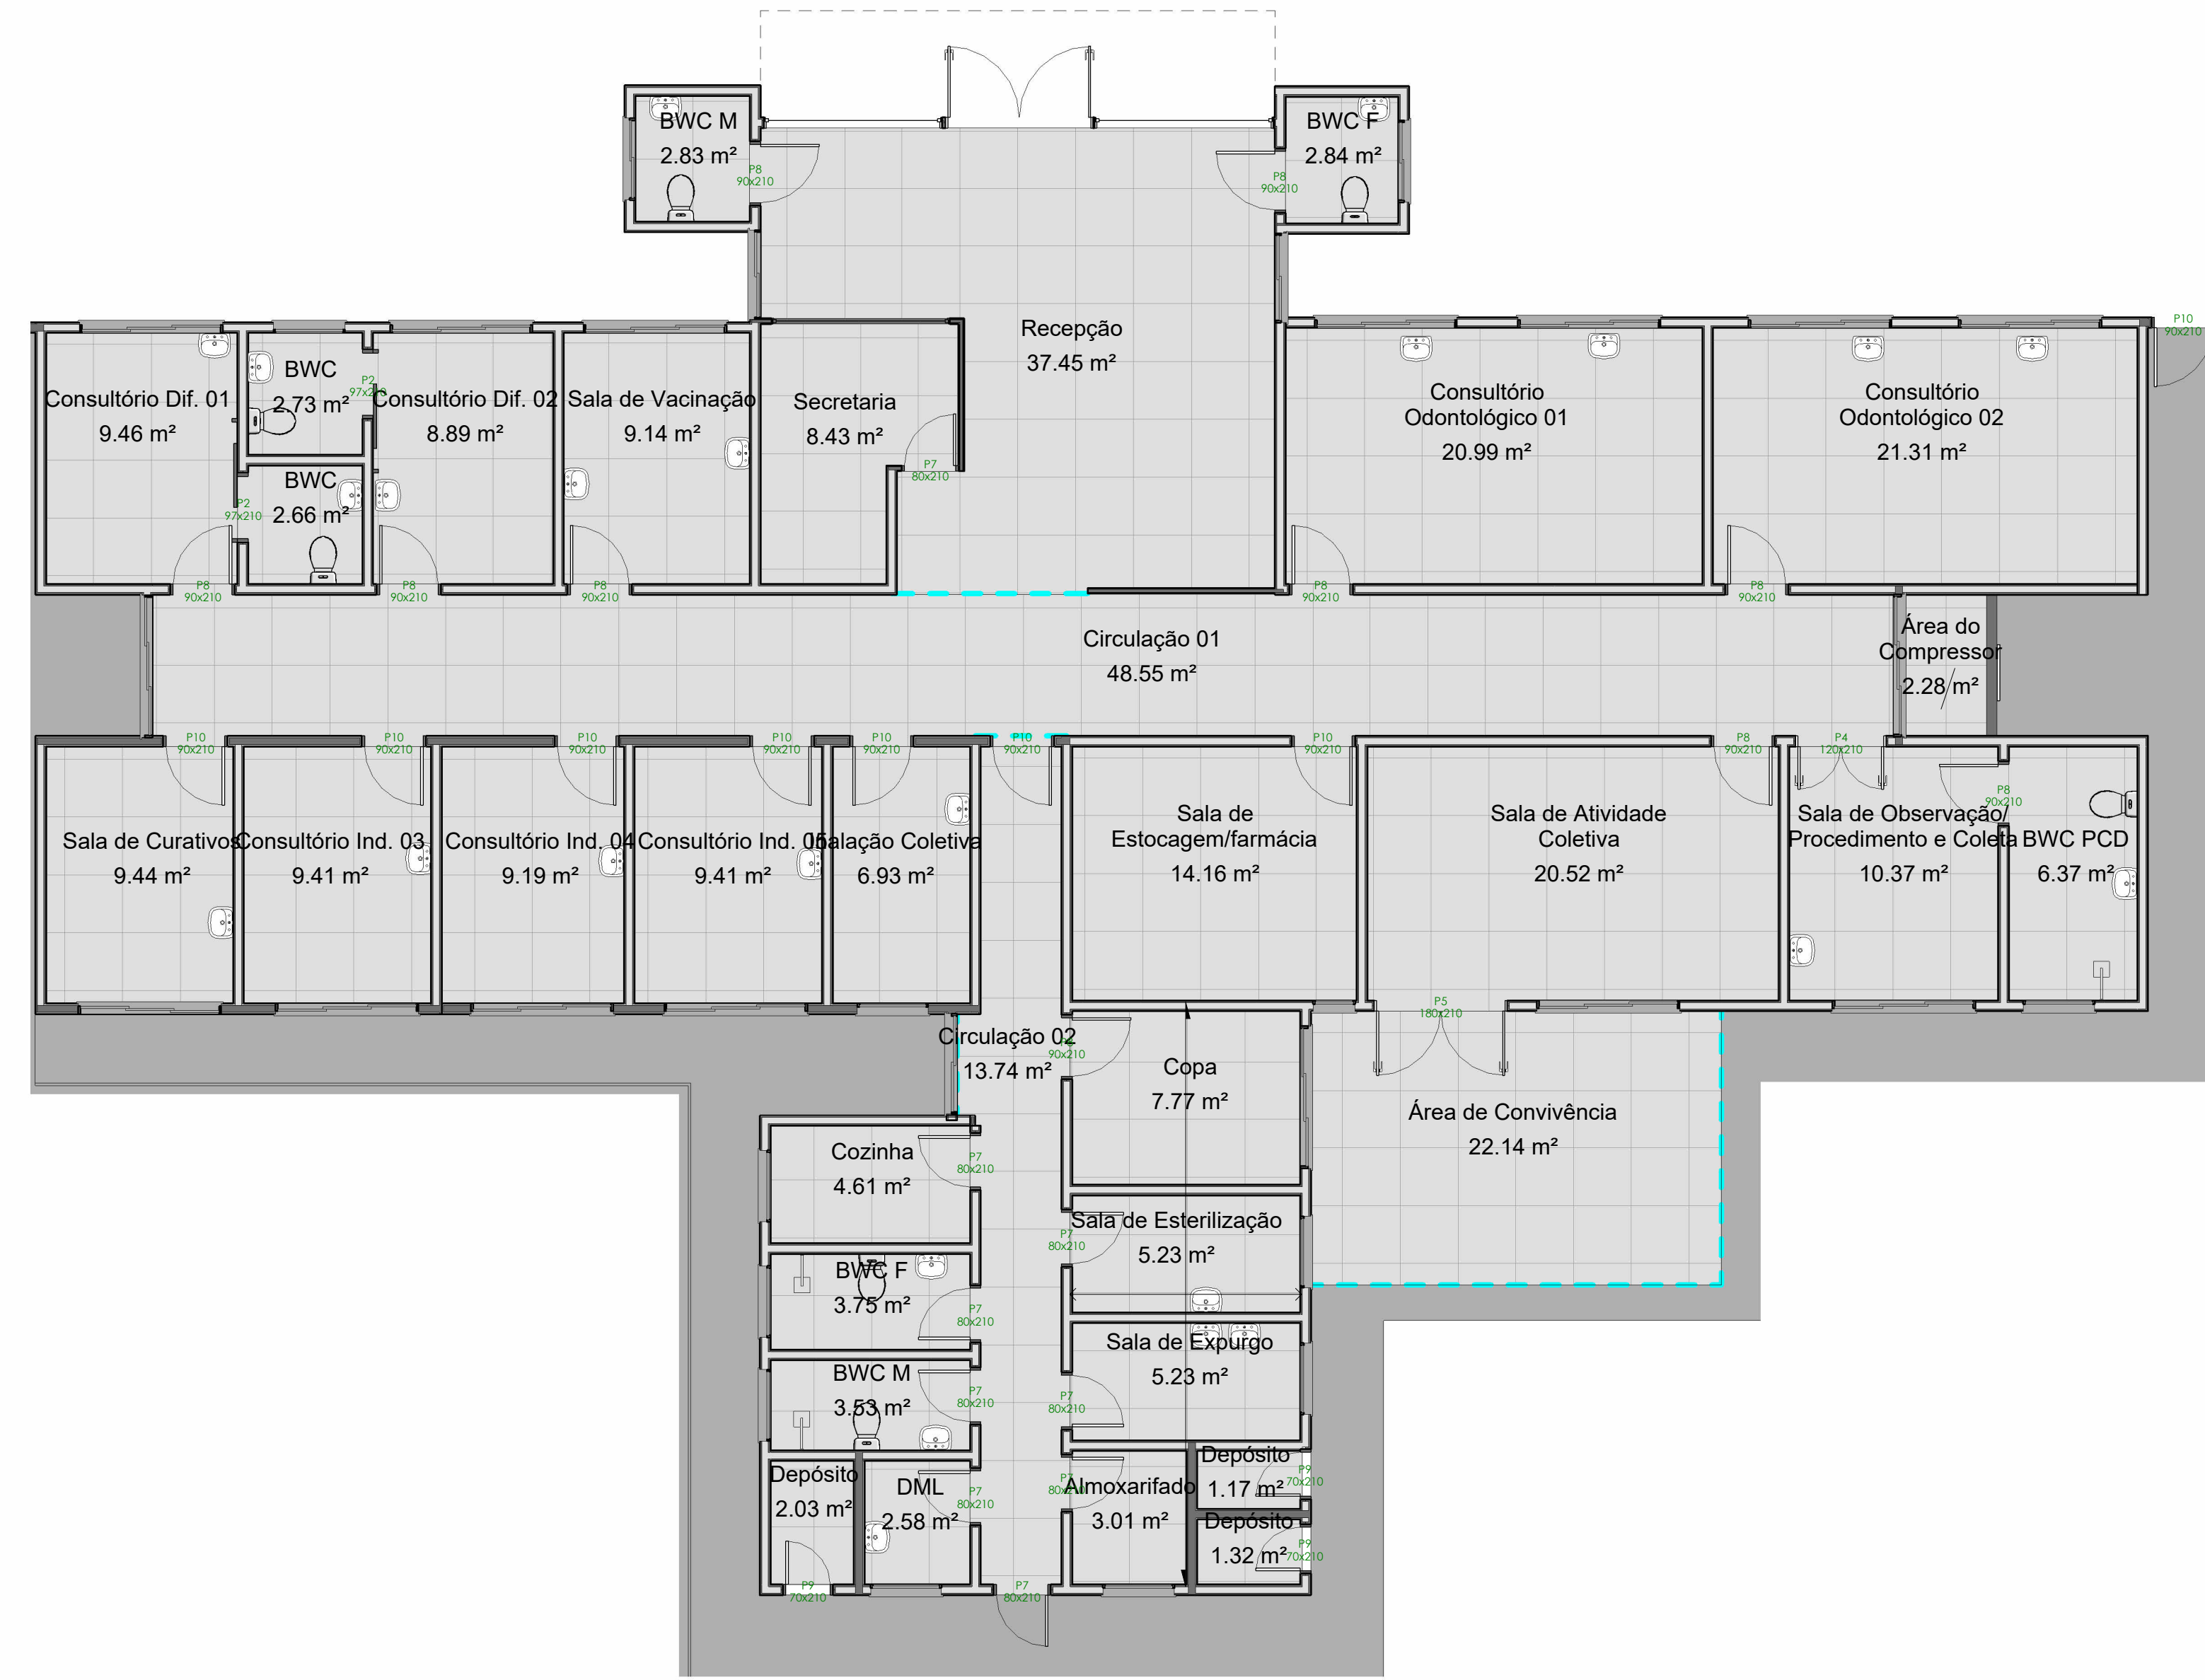 BWC M
2.83 m²
P8
90x210
BWC F
2.84 m²
P8
90x210
Recepção
37.45 m²
Consultório Dif. 01
9.46 m²
BWC
2.73 m²
P2
97x210
BWC
2.66 m²
P2
97x210
Consultório Dif. 02
8.89 m²
Sala de Vacinação
9.14 m²
Secretaria
8.43 m²
P7
80x210
Consultório
Odontológico 01
20.99 m²
Consultório
Odontológico 02
21.31 m²
P10
90x210
P8
90x210
P8
90x210
P8
90x210
P8
90x210
P8
90x210
Circulação 01
48.55 m²
Área do
Compressor
2.28 m²
P10
90x210
P10
90x210
P10
90x210
P10
90x210
P10
90x210
P10
90x210
P10
90x210
P8
90x210
P4
120x210
Sala de Curativos
9.44 m²
Consultório Ind. 03
9.41 m²
Consultório Ind. 04
9.19 m²
Consultório Ind. 05
9.41 m²
Coletiva
6.93 m²
Sala de
Estocagem/farmácia
14.16 m²
Sala de Atividade
Coletiva
20.52 m²
Sala de Observação/
Procedimento e Coleta
10.37 m²
P8
90x210
BWC PCD
6.37 m²
P5
180x210
Circulação 02
13.74 m²
90x210
Copa
7.77 m²
Área de Convivência
22.14 m²
Cozinha
4.61 m²
P7
80x210
Sala de Esterilização
5.23 m²
P7
80x210
BWC F
3.75 m²
P7
80x210
Sala de Expurgo
5.23 m²
P7
80x210
BWC M
3.53 m²
P7
80x210
Depósito
2.03 m²
DML
2.58 m²
P7
80x210
P7
80x210
Almoxarifado
3.01 m²
Depósito
1.17 m²
P9
70x210
Depósito
1.32 m²
P9
70x210
P9
70x210
P7
80x210